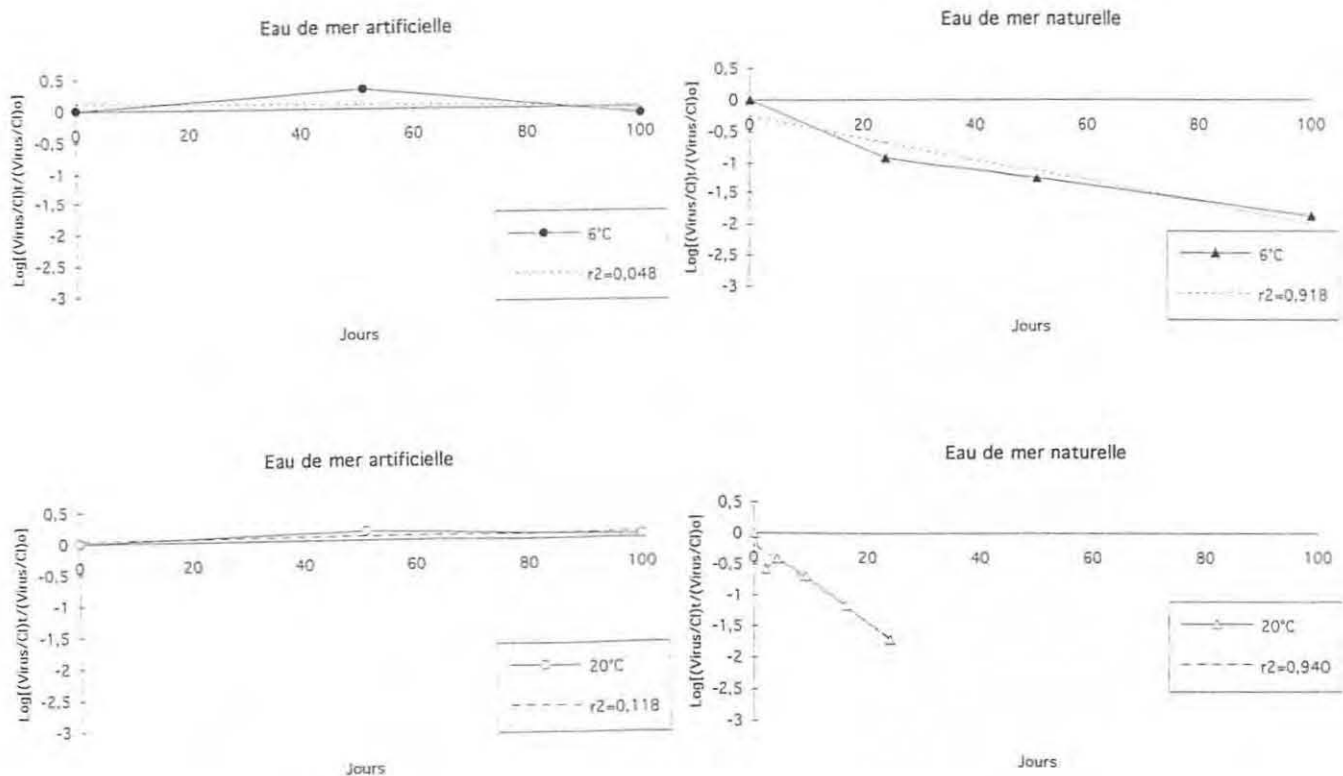 Eau de mer artificielle
Log[(Virus/Cl)t/(Virus/Cl)o]
0,5
0
-0,5
-1
-1,5
-2
-2,5
-3
0
20
40
60
80
100
6°C
r2=0,048
Jours
Eau de mer naturelle
Log[(Virus/Cl)t/(Virus/Cl)o]
0,5
0
-0,5
-1
-1,5
-2
-2,5
-3
0
20
40
60
80
100
6°C
r2=0,918
Jours
Eau de mer artificielle
Log[(Virus/Cl)t/(Virus/Cl)o]
0,5
0
-0,5
-1
-1,5
-2
-2,5
-3
0
20
40
60
80
100
20°C
r2=0,118
Jours
Eau de mer naturelle
Log[(Virus/Cl)t/(Virus/Cl)o]
0,5
0
-0,5
-1
-1,5
-2
-2,5
-3
0
20
40
60
80
100
20°C
r2=0,940
Jours